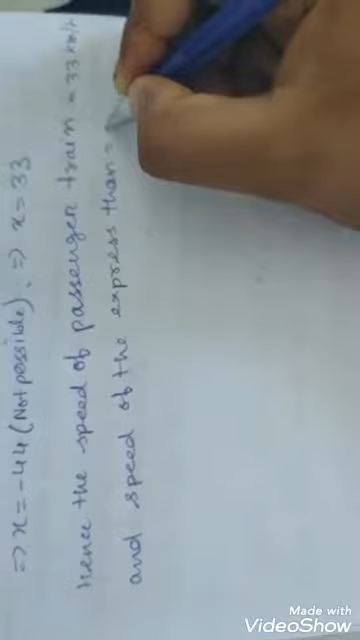 => x = -44 (Not possible). => x = 33
Hence the speed of passenger train = 33 km/h
and speed of the express than =
Made with
VideoShow